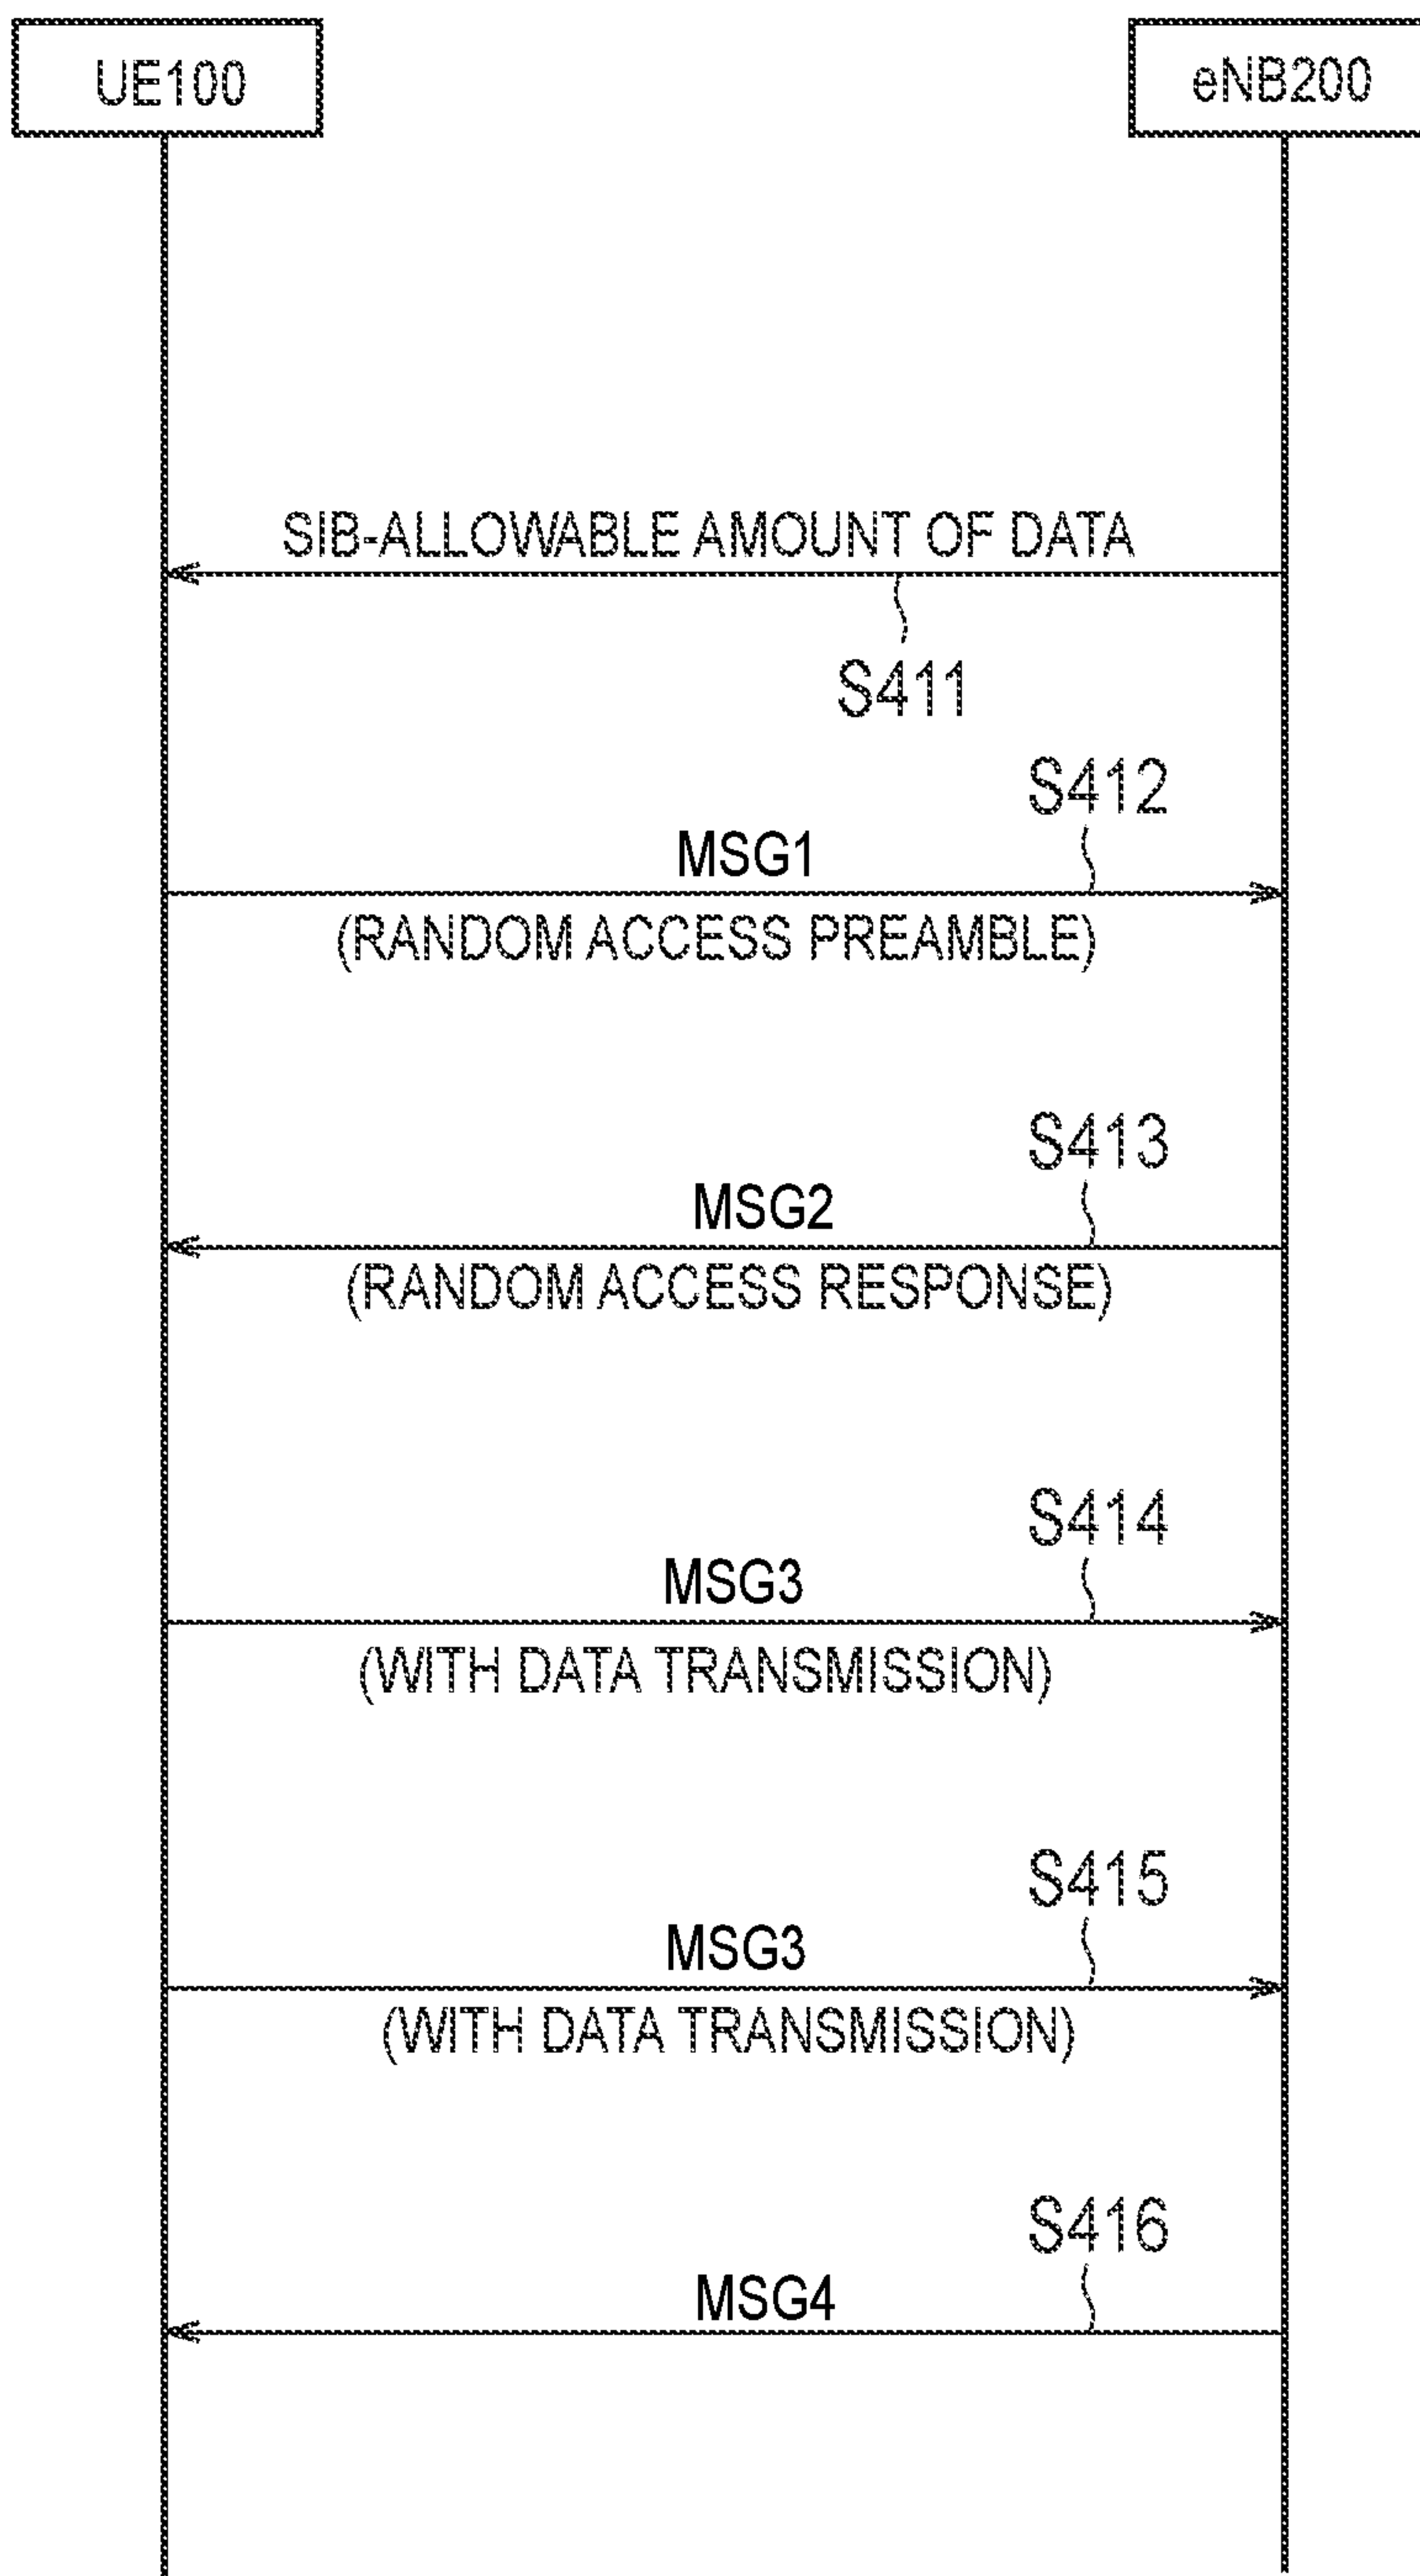 UE100
eNB200
SIB-ALLOWABLE AMOUNT OF DATA
S411
S412
MSG1
(RANDOM ACCESS PREAMBLE)
S413
MSG2
(RANDOM ACCESS RESPONSE)
S414
MSG3
(WITH DATA TRANSMISSION)
S415
MSG3
(WITH DATA TRANSMISSION)
S416
MSG4